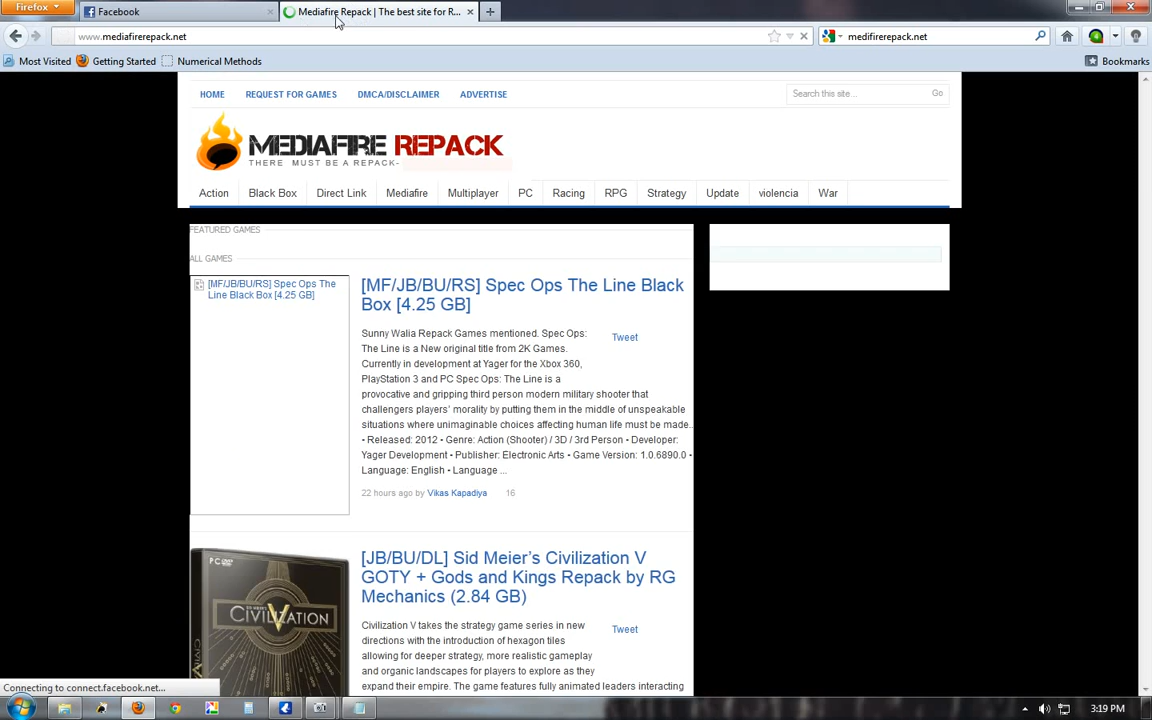 Firefox
Facebook
Mediafire Repack | The best site for R...
www.mediafirerepack.net
medifirerepack.net
Most Visited
Getting Started
Numerical Methods
Bookmarks
HOME
REQUEST FOR GAMES
DMCA/DISCLAIMER
ADVERTISE
Search this site...
Go
MEDIAFIRE REPACK
THERE MUST BE A REPACK-
Action
Black Box
Direct Link
Mediafire
Multiplayer
PC
Racing
RPG
Strategy
Update
violencia
War
FEATURED GAMES
ALL GAMES
[MF/JB/BU/RS] Spec Ops The
Line Black Box [4.25 GB]
[MF/JB/BU/RS] Spec Ops The Line Black
Box [4.25 GB]
Sunny Walia Repack Games mentioned. Spec Ops:
The Line is a New original title from 2K Games.
Currently in development at Yager for the Xbox 360,
PlayStation 3 and PC Spec Ops: The Line is a
provocative and gripping third person modern military shooter that
challengers players' morality by putting them in the middle of unspeakable
situations where unimaginable choices affecting human life must be made..
• Released: 2012 • Genre: Action (Shooter) / 3D / 3rd Person • Developer:
Yager Development • Publisher: Electronic Arts • Game Version: 1.0.6890.0 •
Language: English • Language ...
Tweet
22 hours ago by Vikas Kapadiya 16
PC DVD
SID MEIER'S
CIVILIZATION V
[JB/BU/DL] Sid Meier's Civilization V
GOTY + Gods and Kings Repack by RG
Mechanics (2.84 GB)
Civilization V takes the strategy game series in new
directions with the introduction of hexagon tiles
allowing for deeper strategy, more realistic gameplay
and organic landscapes for players to explore as they
expand their empire. The game features fully animated leaders interacting
Tweet
Connecting to connect.facebook.net...
3:19 PM